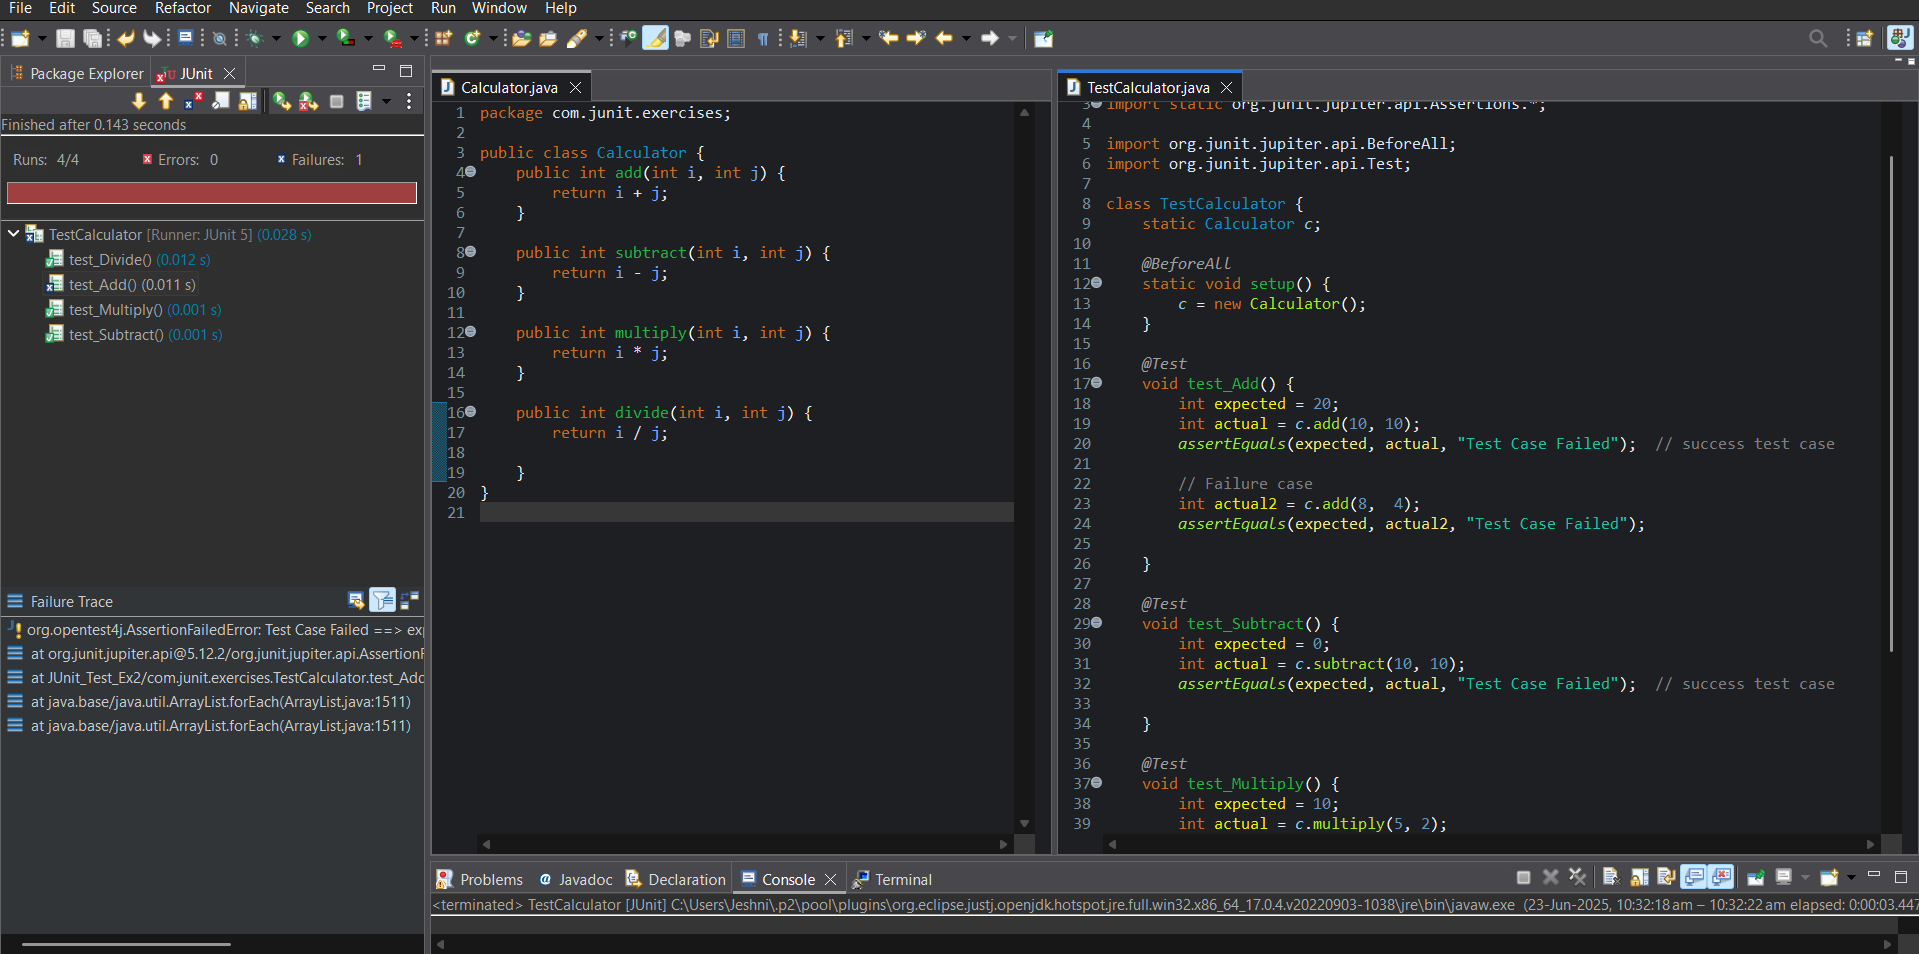 File Edit Source Refactor Navigate Search Project Run Window Help
Package Explorer JUnit
Finished after 0.143 seconds
Runs: 4/4 Errors: 0 Failures: 1
TestCalculator [Runner: JUnit 5] (0.028 s)
test_Divide() (0.012 s)
test_Add() (0.011 s)
test_Multiply() (0.001 s)
test_Subtract() (0.001 s)
Failure Trace
org.opentest4j.AssertionFailedError: Test Case Failed ==> exp
at org.junit.jupiter.api@5.12.2/org.junit.jupiter.api.Assertion
at JUnit_Test_Ex2/com.junit.exercises.TestCalculator.test_Add
at java.base/java.util.ArrayList.forEach(ArrayList.java:1511)
at java.base/java.util.ArrayList.forEach(ArrayList.java:1511)
Calculator.java
1 package com.junit.exercises;
2
3 public class Calculator {
4 public int add(int i, int j) {
5 return i + j;
6 }
7
8 public int subtract(int i, int j) {
9 return i - j;
10 }
11
12 public int multiply(int i, int j) {
13 return i * j;
14 }
15
16 public int divide(int i, int j) {
17 return i / j;
18
19 }
20 }
21
TestCalculator.java
3 import static org.junit.jupiter.api.Assertions.*;
4
5 import org.junit.jupiter.api.BeforeAll;
6 import org.junit.jupiter.api.Test;
7
8 class TestCalculator {
9 static Calculator c;
10
11 @BeforeAll
12 static void setup() {
13 c = new Calculator();
14 }
15
16 @Test
17 void test_Add() {
18 int expected = 20;
19 int actual = c.add(10, 10);
20 assertEquals(expected, actual, "Test Case Failed"); // success test case
21
22 // Failure case
23 int actual2 = c.add(8,  4);
24 assertEquals(expected, actual2, "Test Case Failed");
25
26 }
27
28 @Test
29 void test_Subtract() {
30 int expected = 0;
31 int actual = c.subtract(10, 10);
32 assertEquals(expected, actual, "Test Case Failed"); // success test case
33
34 }
35
36 @Test
37 void test_Multiply() {
38 int expected = 10;
39 int actual = c.multiply(5, 2);
Problems Javadoc Declaration Console Terminal
<terminated> TestCalculator [JUnit] C:\Users\Jeshni\.p2\pool\plugins\org.eclipse.justj.openjdk.hotspot.jre.full.win32.x86_64_17.0.4.v20220903-1038\jre\bin\javaw.exe (23-Jun-2025, 10:32:18 am – 10:32:22 am elapsed: 0:00:03.447